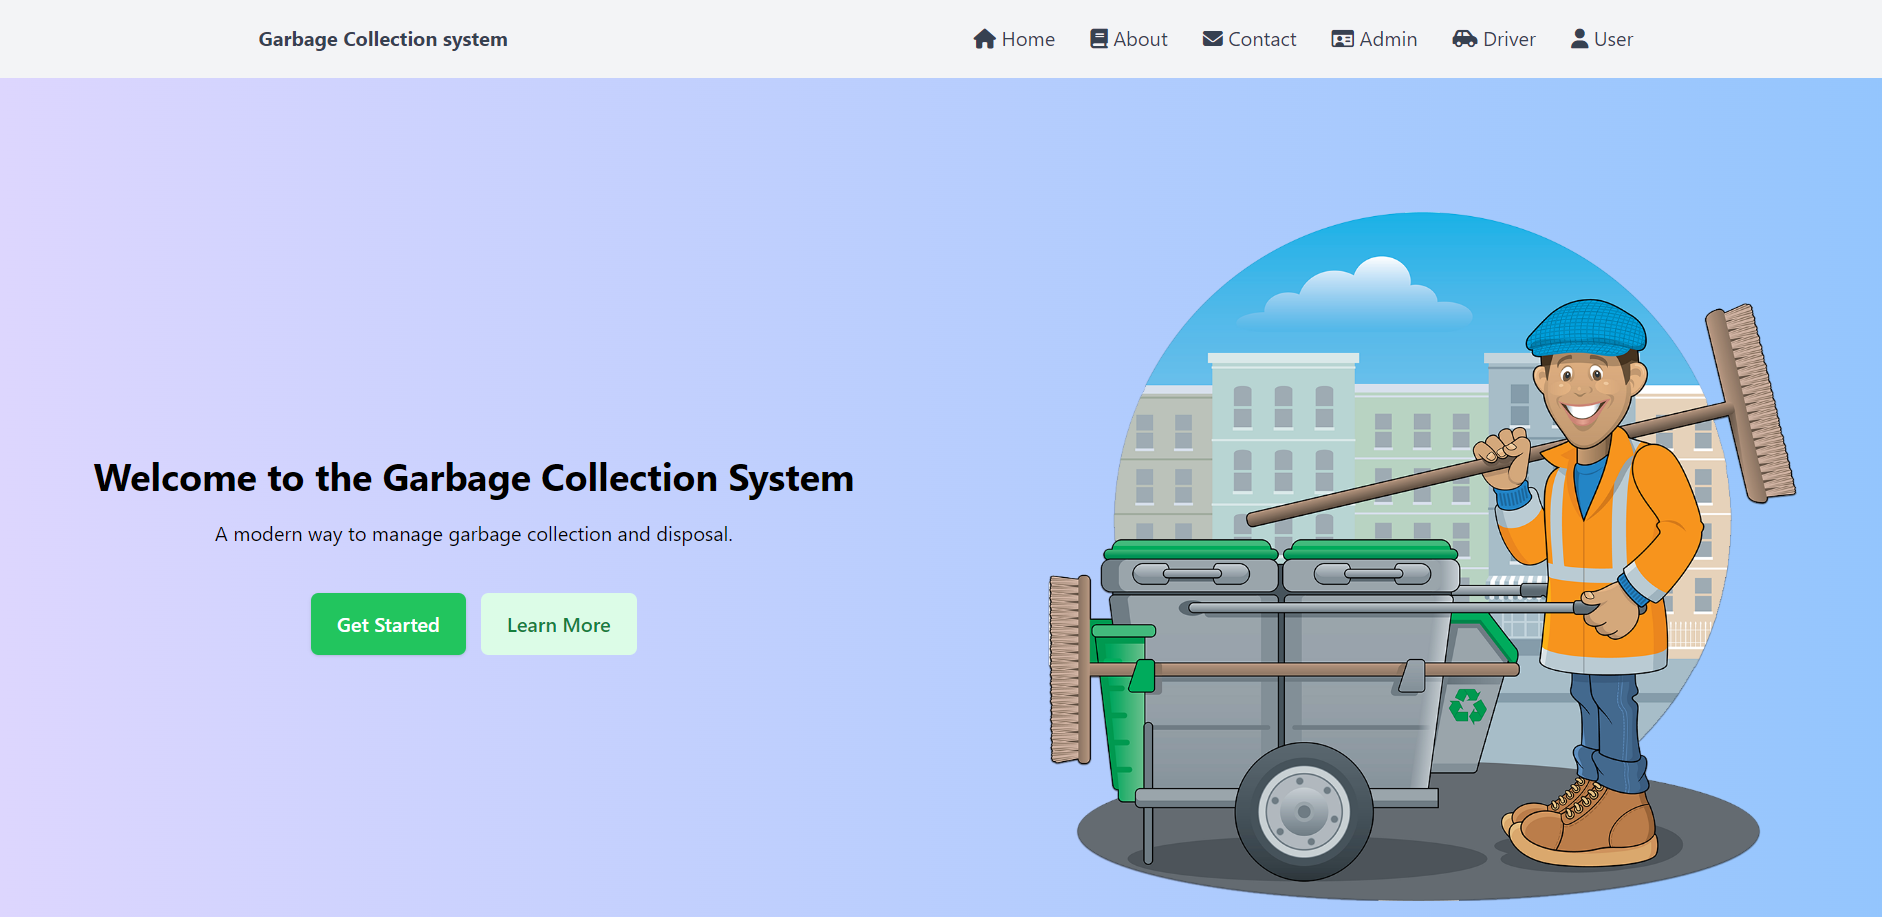 Garbage Collection system
Home About Contact Admin Driver User
Welcome to the Garbage Collection System
A modern way to manage garbage collection and disposal.
Get Started Learn More